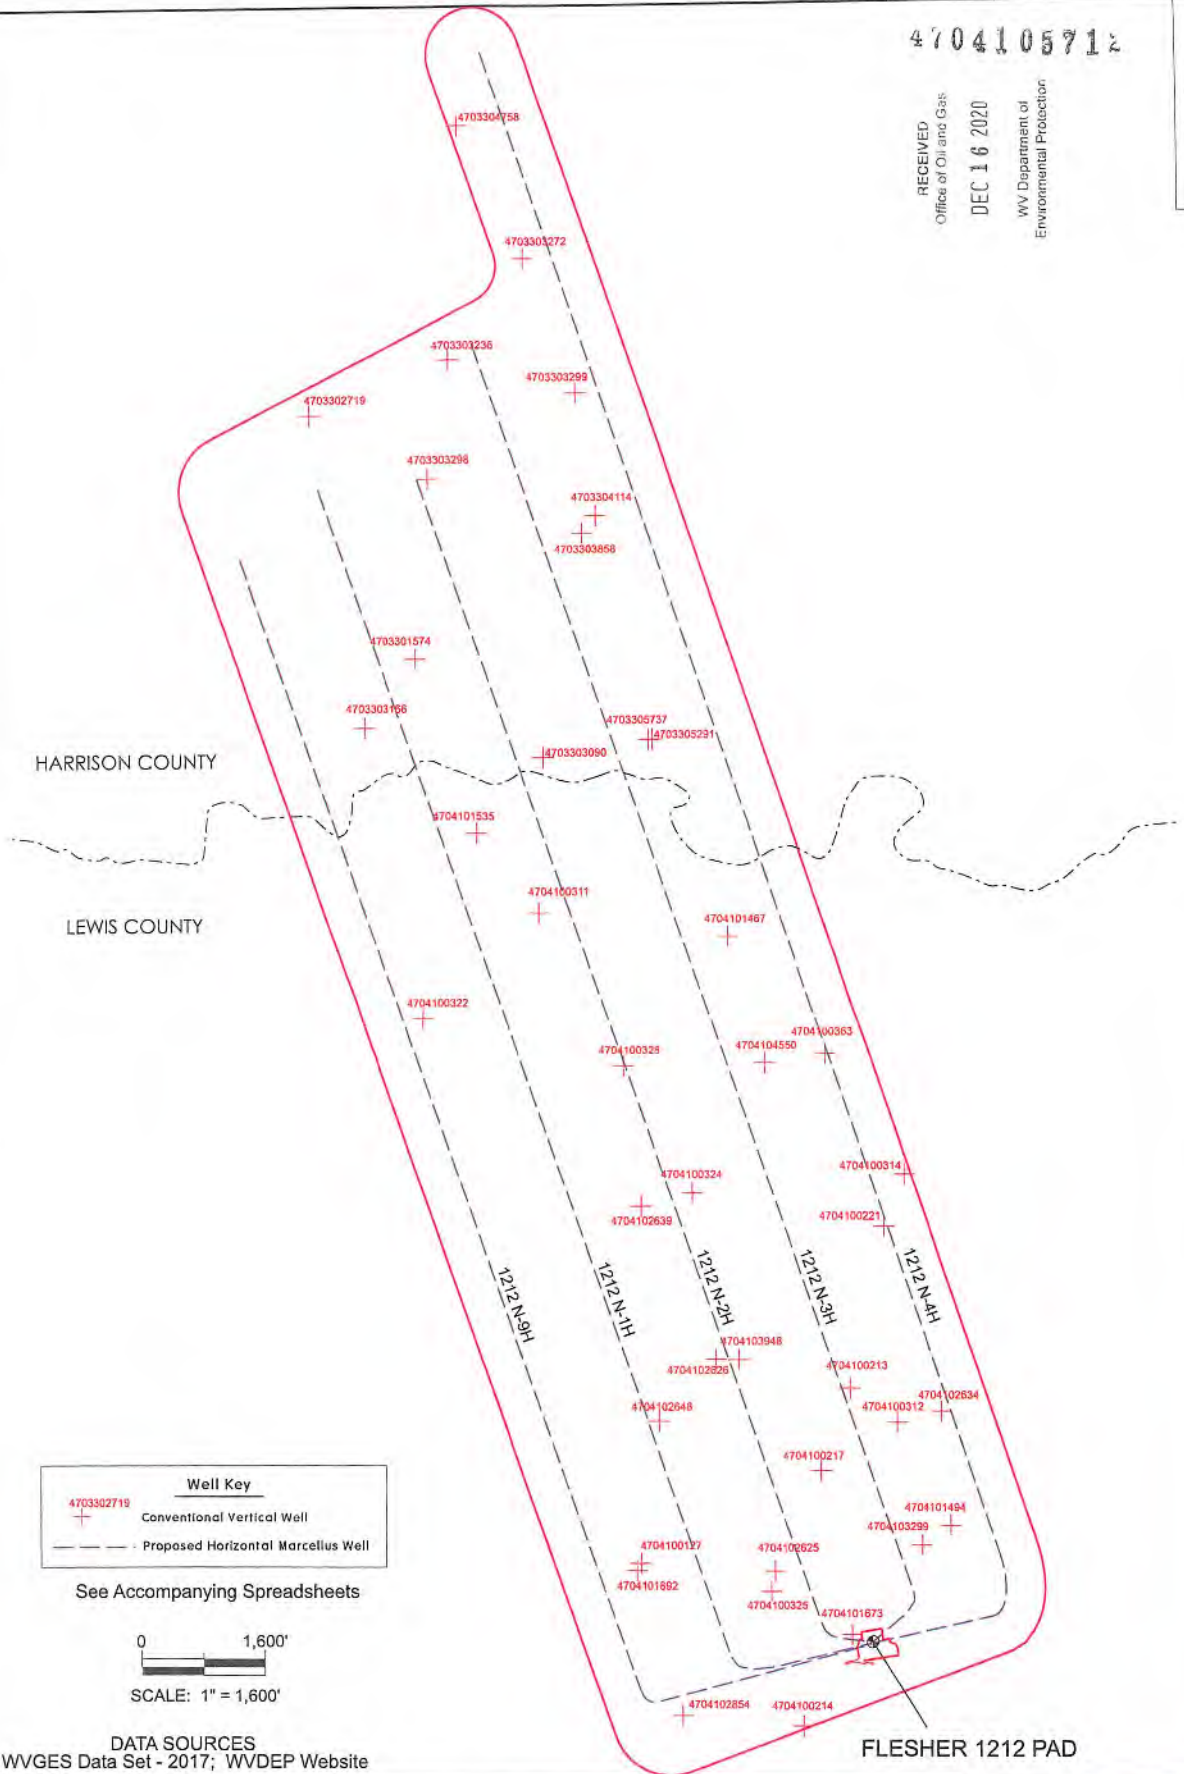 4704105712
RECEIVED
Office of Oil and Gas
DEC 16 2020
WV Department of
Environmental Protection
4703304758
4703303272
4703303236
4703303299
4703302719
4703303298
4703304114
4703303856
4703301574
4703303166
4703305737
4703305291
4703303090
HARRISON COUNTY
4704101535
4704100311
LEWIS COUNTY
4704101467
4704100322
4704100363
4704104550
4704100328
4704100314
4704100324
4704102639
4704100221
1212 N-9H
1212 N-1H
1212 N-2H
1212 N-3H
1212 N-4H
4704103948
4704102626
4704100213
4704102634
4704100312
4704102648
4704100217
Well Key
4703302719
Conventional Vertical Well
Proposed Horizontal Marcellus Well
4704101494
4704103299
4704100127
4704102625
4704101692
4704100325
4704101673
See Accompanying Spreadsheets
0 1,600'
SCALE: 1" = 1,600'
4704102854
4704100214
DATA SOURCES
WVGES Data Set - 2017; WVDEP Website
FLESHER 1212 PAD